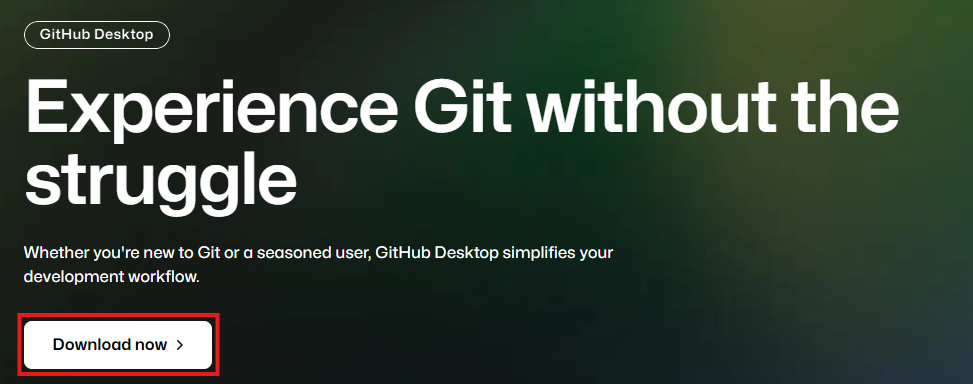 GitHub Desktop
Experience Git without the
struggle
Whether you're new to Git or a seasoned user, GitHub Desktop simplifies your
development workflow.
Download now